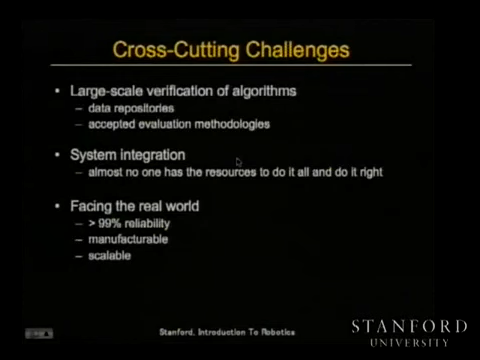 Cross-Cutting Challenges
• Large-scale verification of algorithms
– data repositories
– accepted evaluation methodologies
• System integration
– almost no one has the resources to do it all and do it right
• Facing the real world
– > 99% reliability
– manufacturable
– scalable
Stanford, Introduction To Robotics
STANFORD
UNIVERSITY